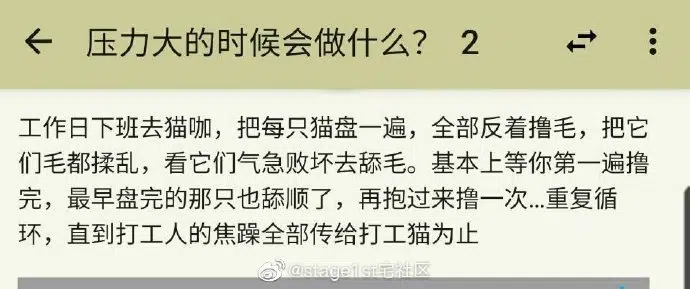 压力大的时候会做什么？ 2
工作日下班去猫咖，把每只猫盘一遍，全部反着撸毛，把它
们毛都揉乱，看它们气急败坏去舔毛。基本上等你第一遍撸
完，最早盘完的那只也舔顺了，再抱过来撸一次...重复循
环，直到打工人的焦躁全部传给打工猫为止
@stage1st宅社区